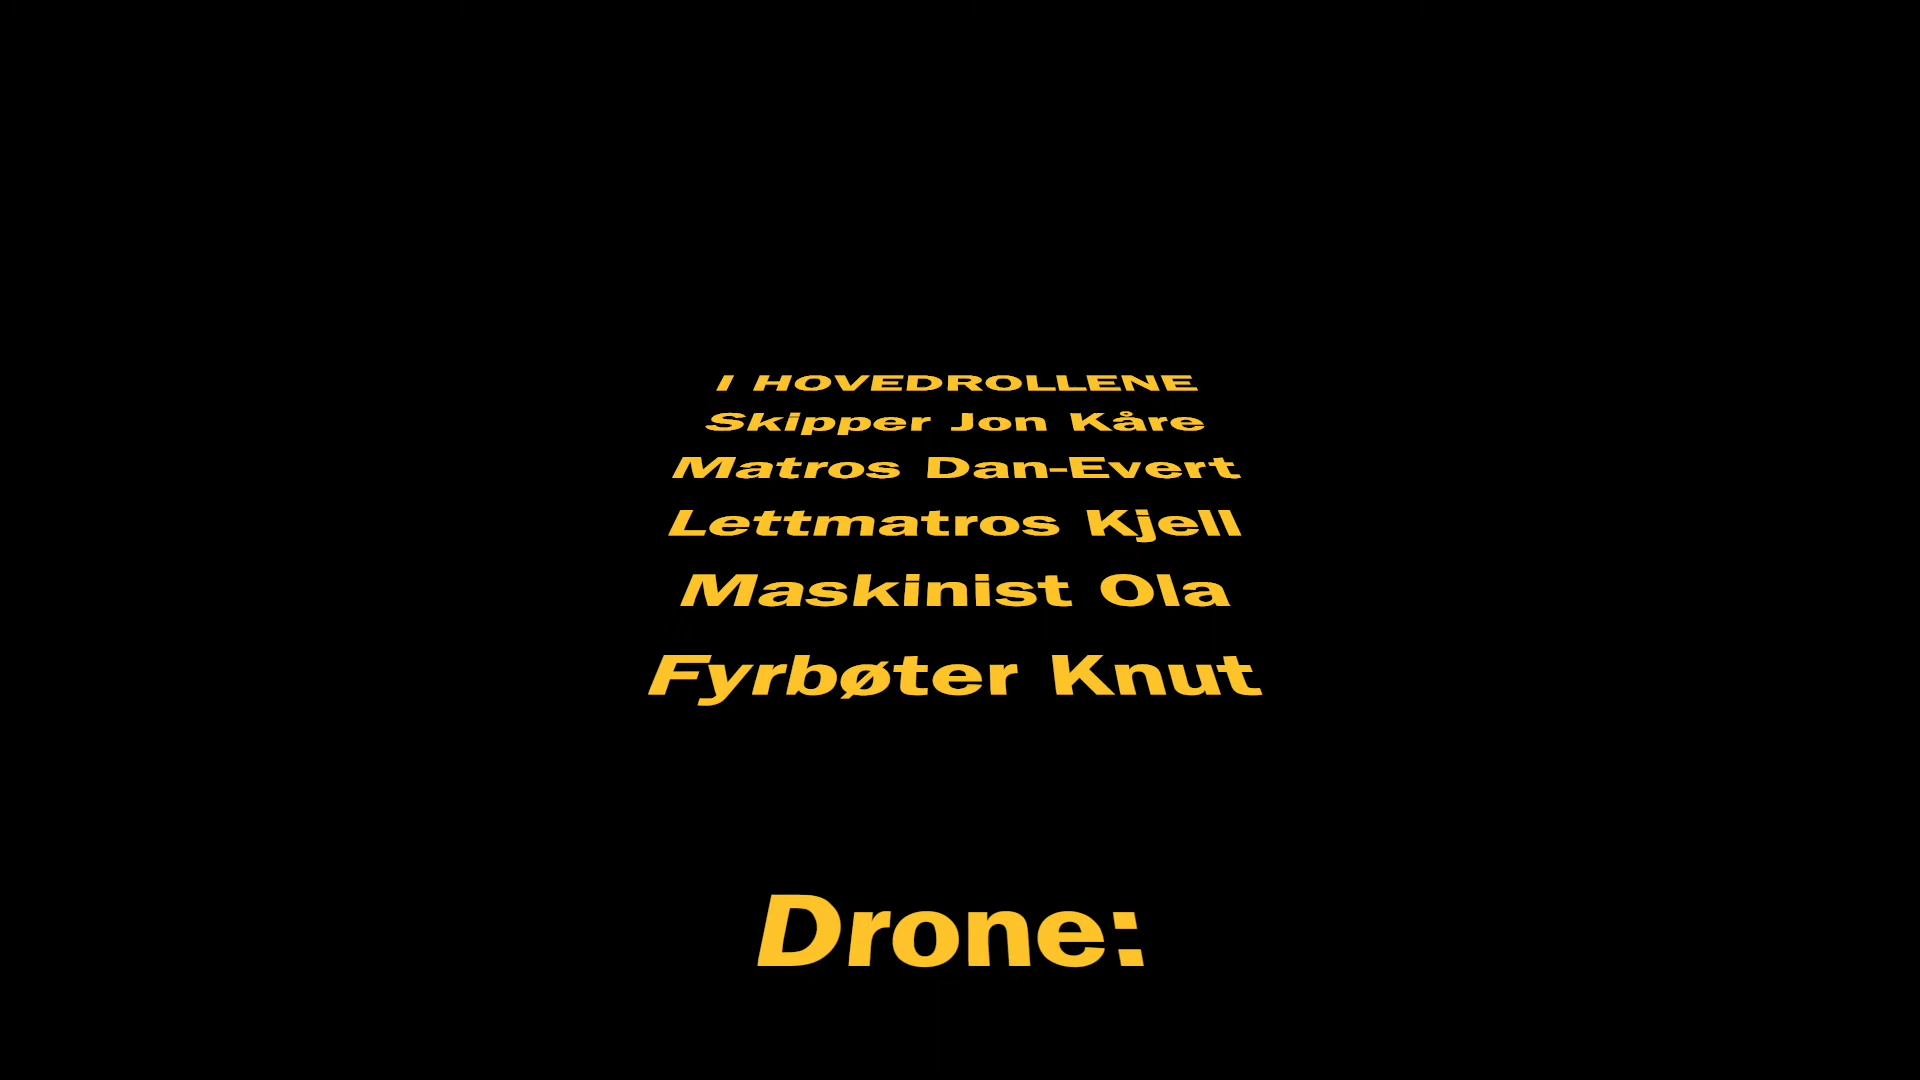 I HOVEDROLLENE
Skipper Jon Kåre
Matros Dan-Evert
Lettmatros Kjell
Maskinist Ola
Fyrbøter Knut
Drone: